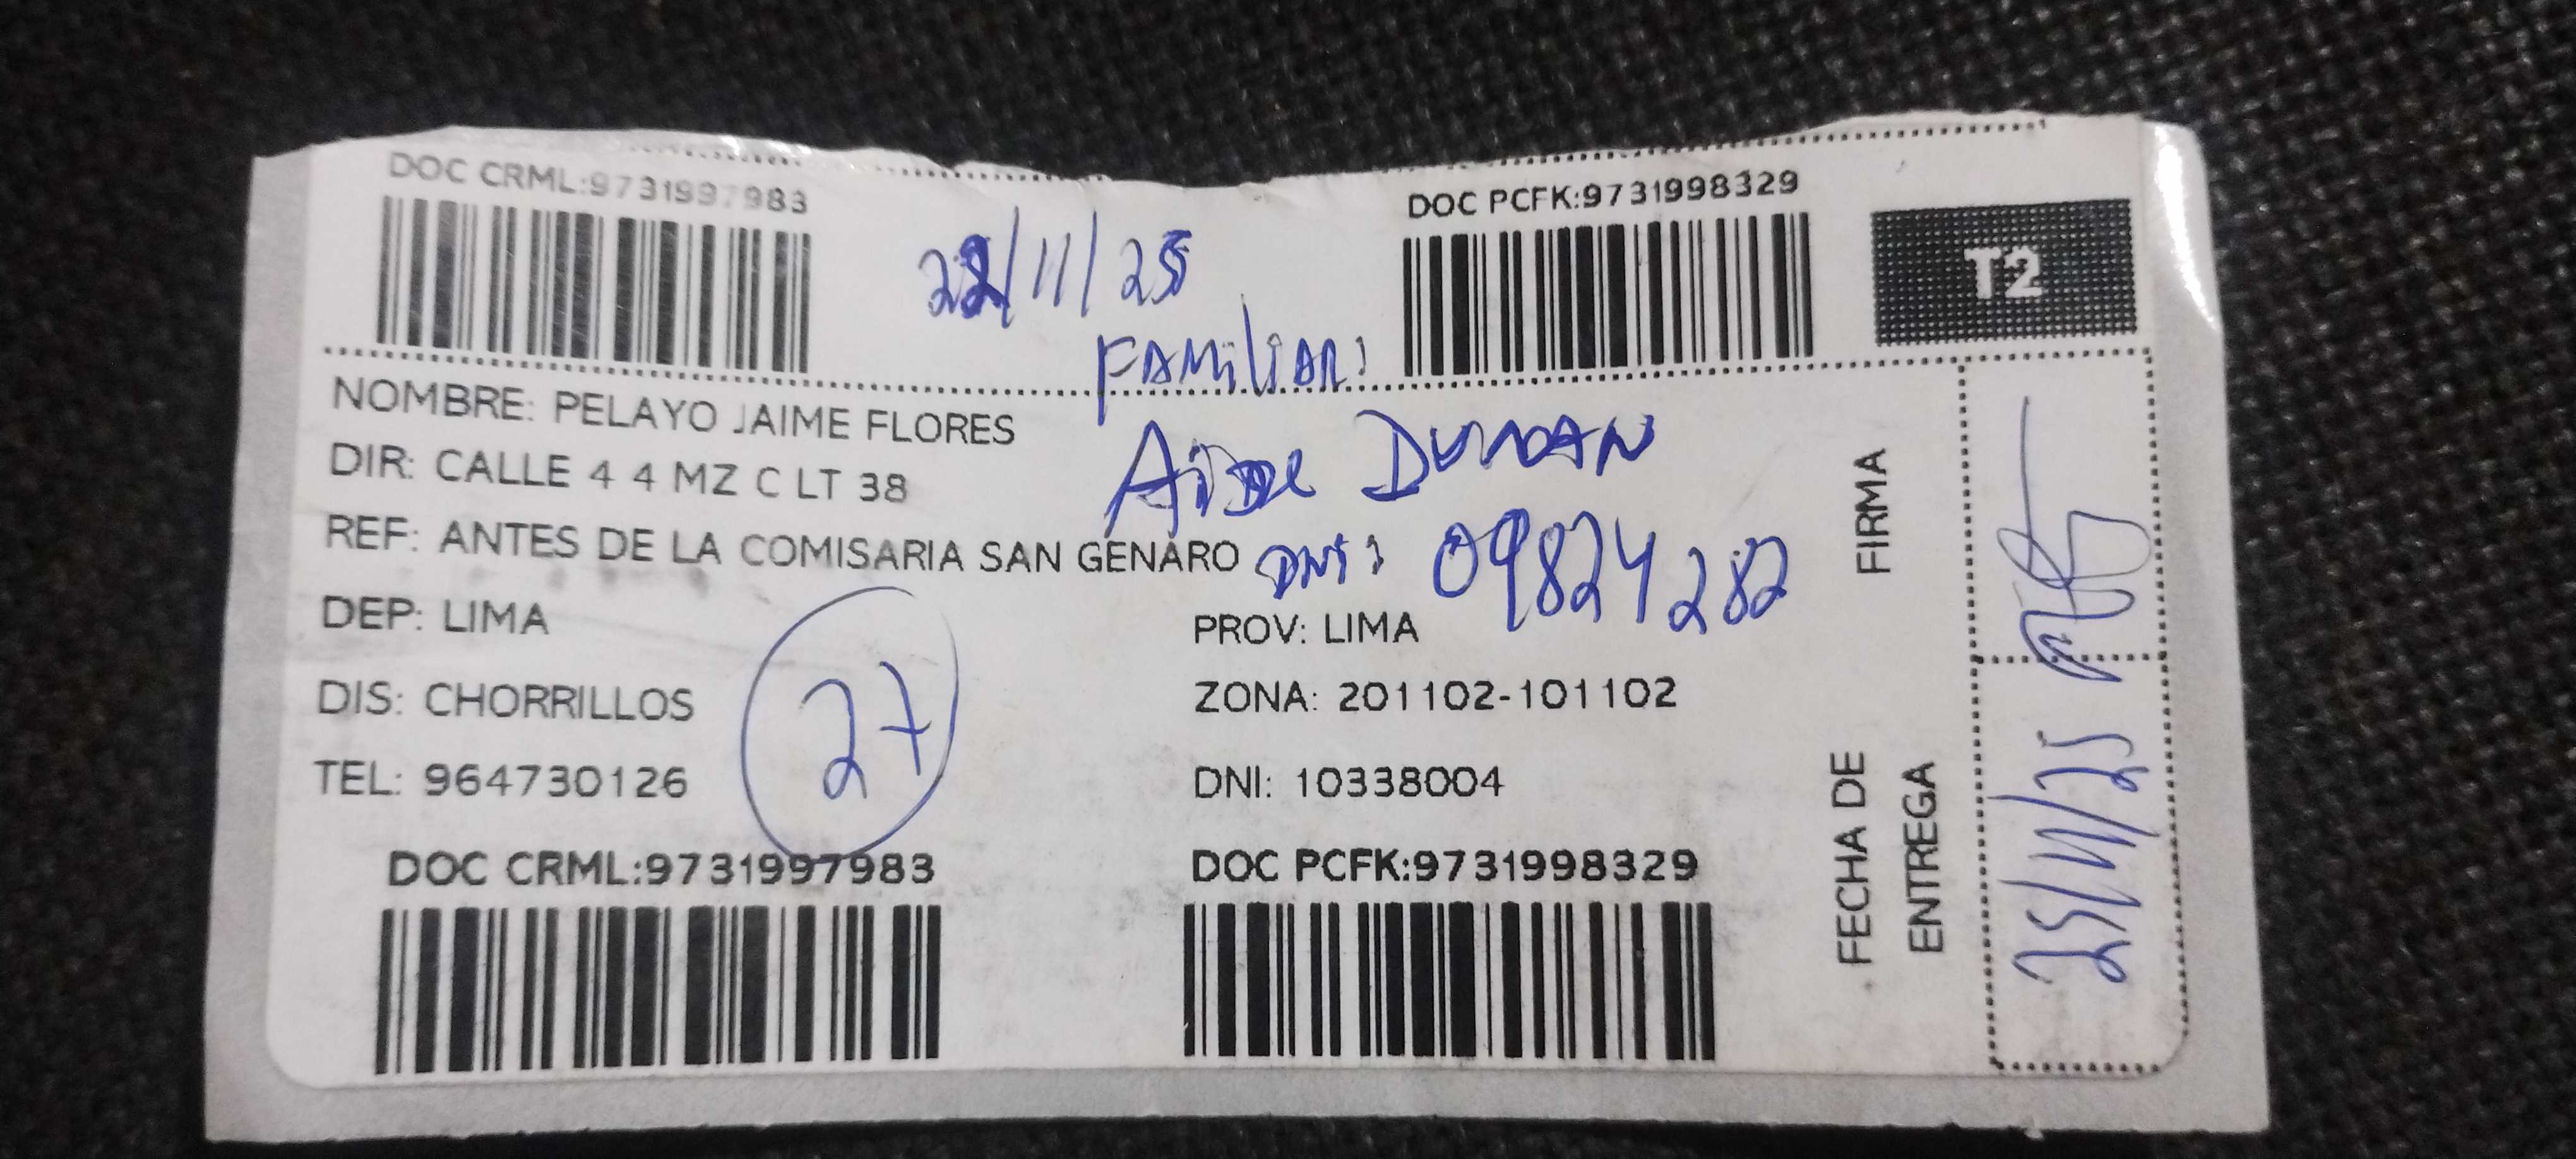 DOC CRML:9731997983
DOC PCFK:9731998329
T2
/11/25
FAMILIAR:
NOMBRE: PELAYO JAIME FLORES
DURAN
DIR: CALLE 4 4 MZ C LT 38
REF: ANTES DE LA COMISARIA SAN GENARO
DNI: 09824282
FIRMA
DEP: LIMA
PROV: LIMA
DIS: CHORRILLOS
27
ZONA: 201102-101102
TEL: 964730126
DNI: 10338004
FECHA DE
ENTREGA
25/11/25
DOC CRML:9731997983
DOC PCFK:9731998329